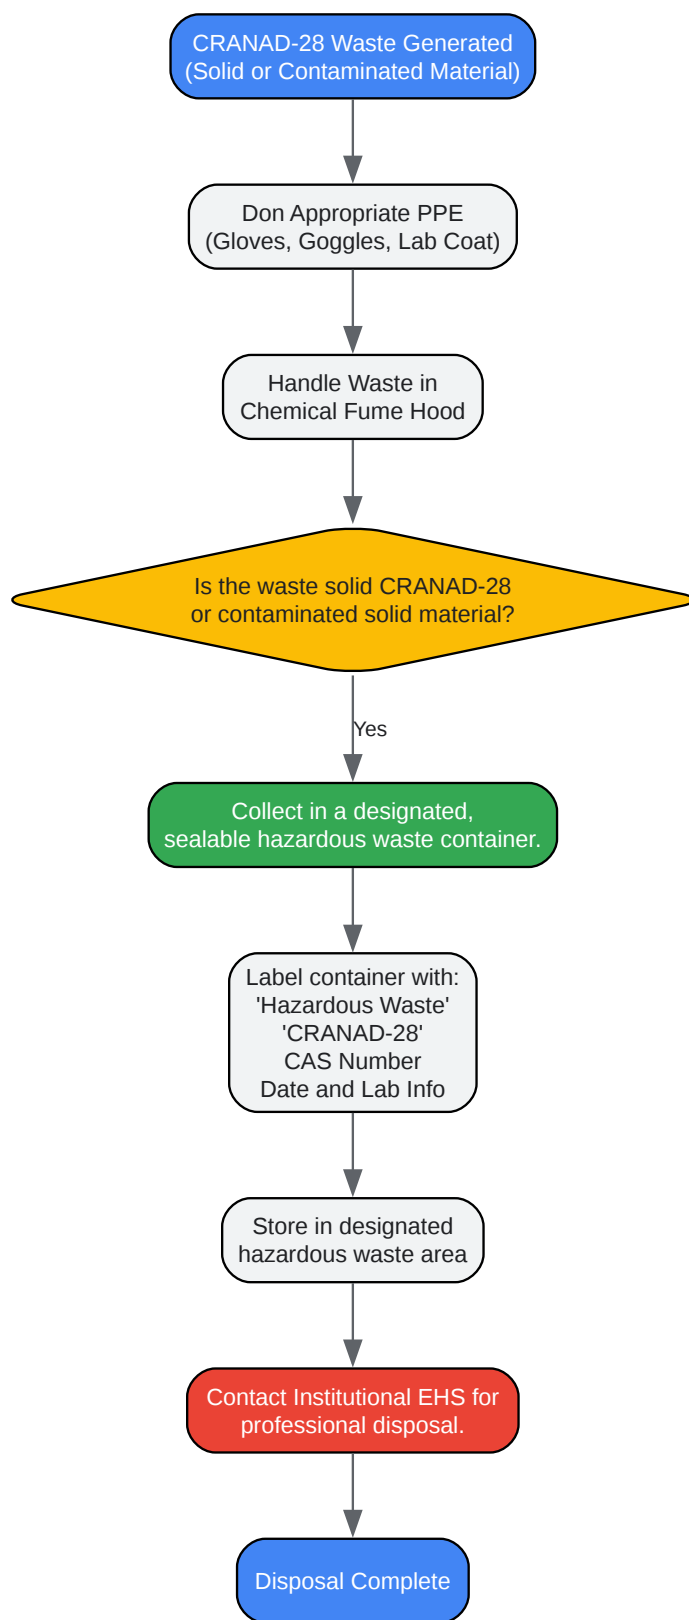 CRANAD-28 Waste Generated
(Solid or Contaminated Material)
Don Appropriate PPE
(Gloves, Goggles, Lab Coat)
Handle Waste in
Chemical Fume Hood
Is the waste solid CRANAD-28
or contaminated solid material?
Yes
Collect in a designated,
sealable hazardous waste container.
Label container with:
'Hazardous Waste'
'CRANAD-28'
CAS Number
Date and Lab Info
Store in designated
hazardous waste area
Contact Institutional EHS for
professional disposal.
Disposal Complete